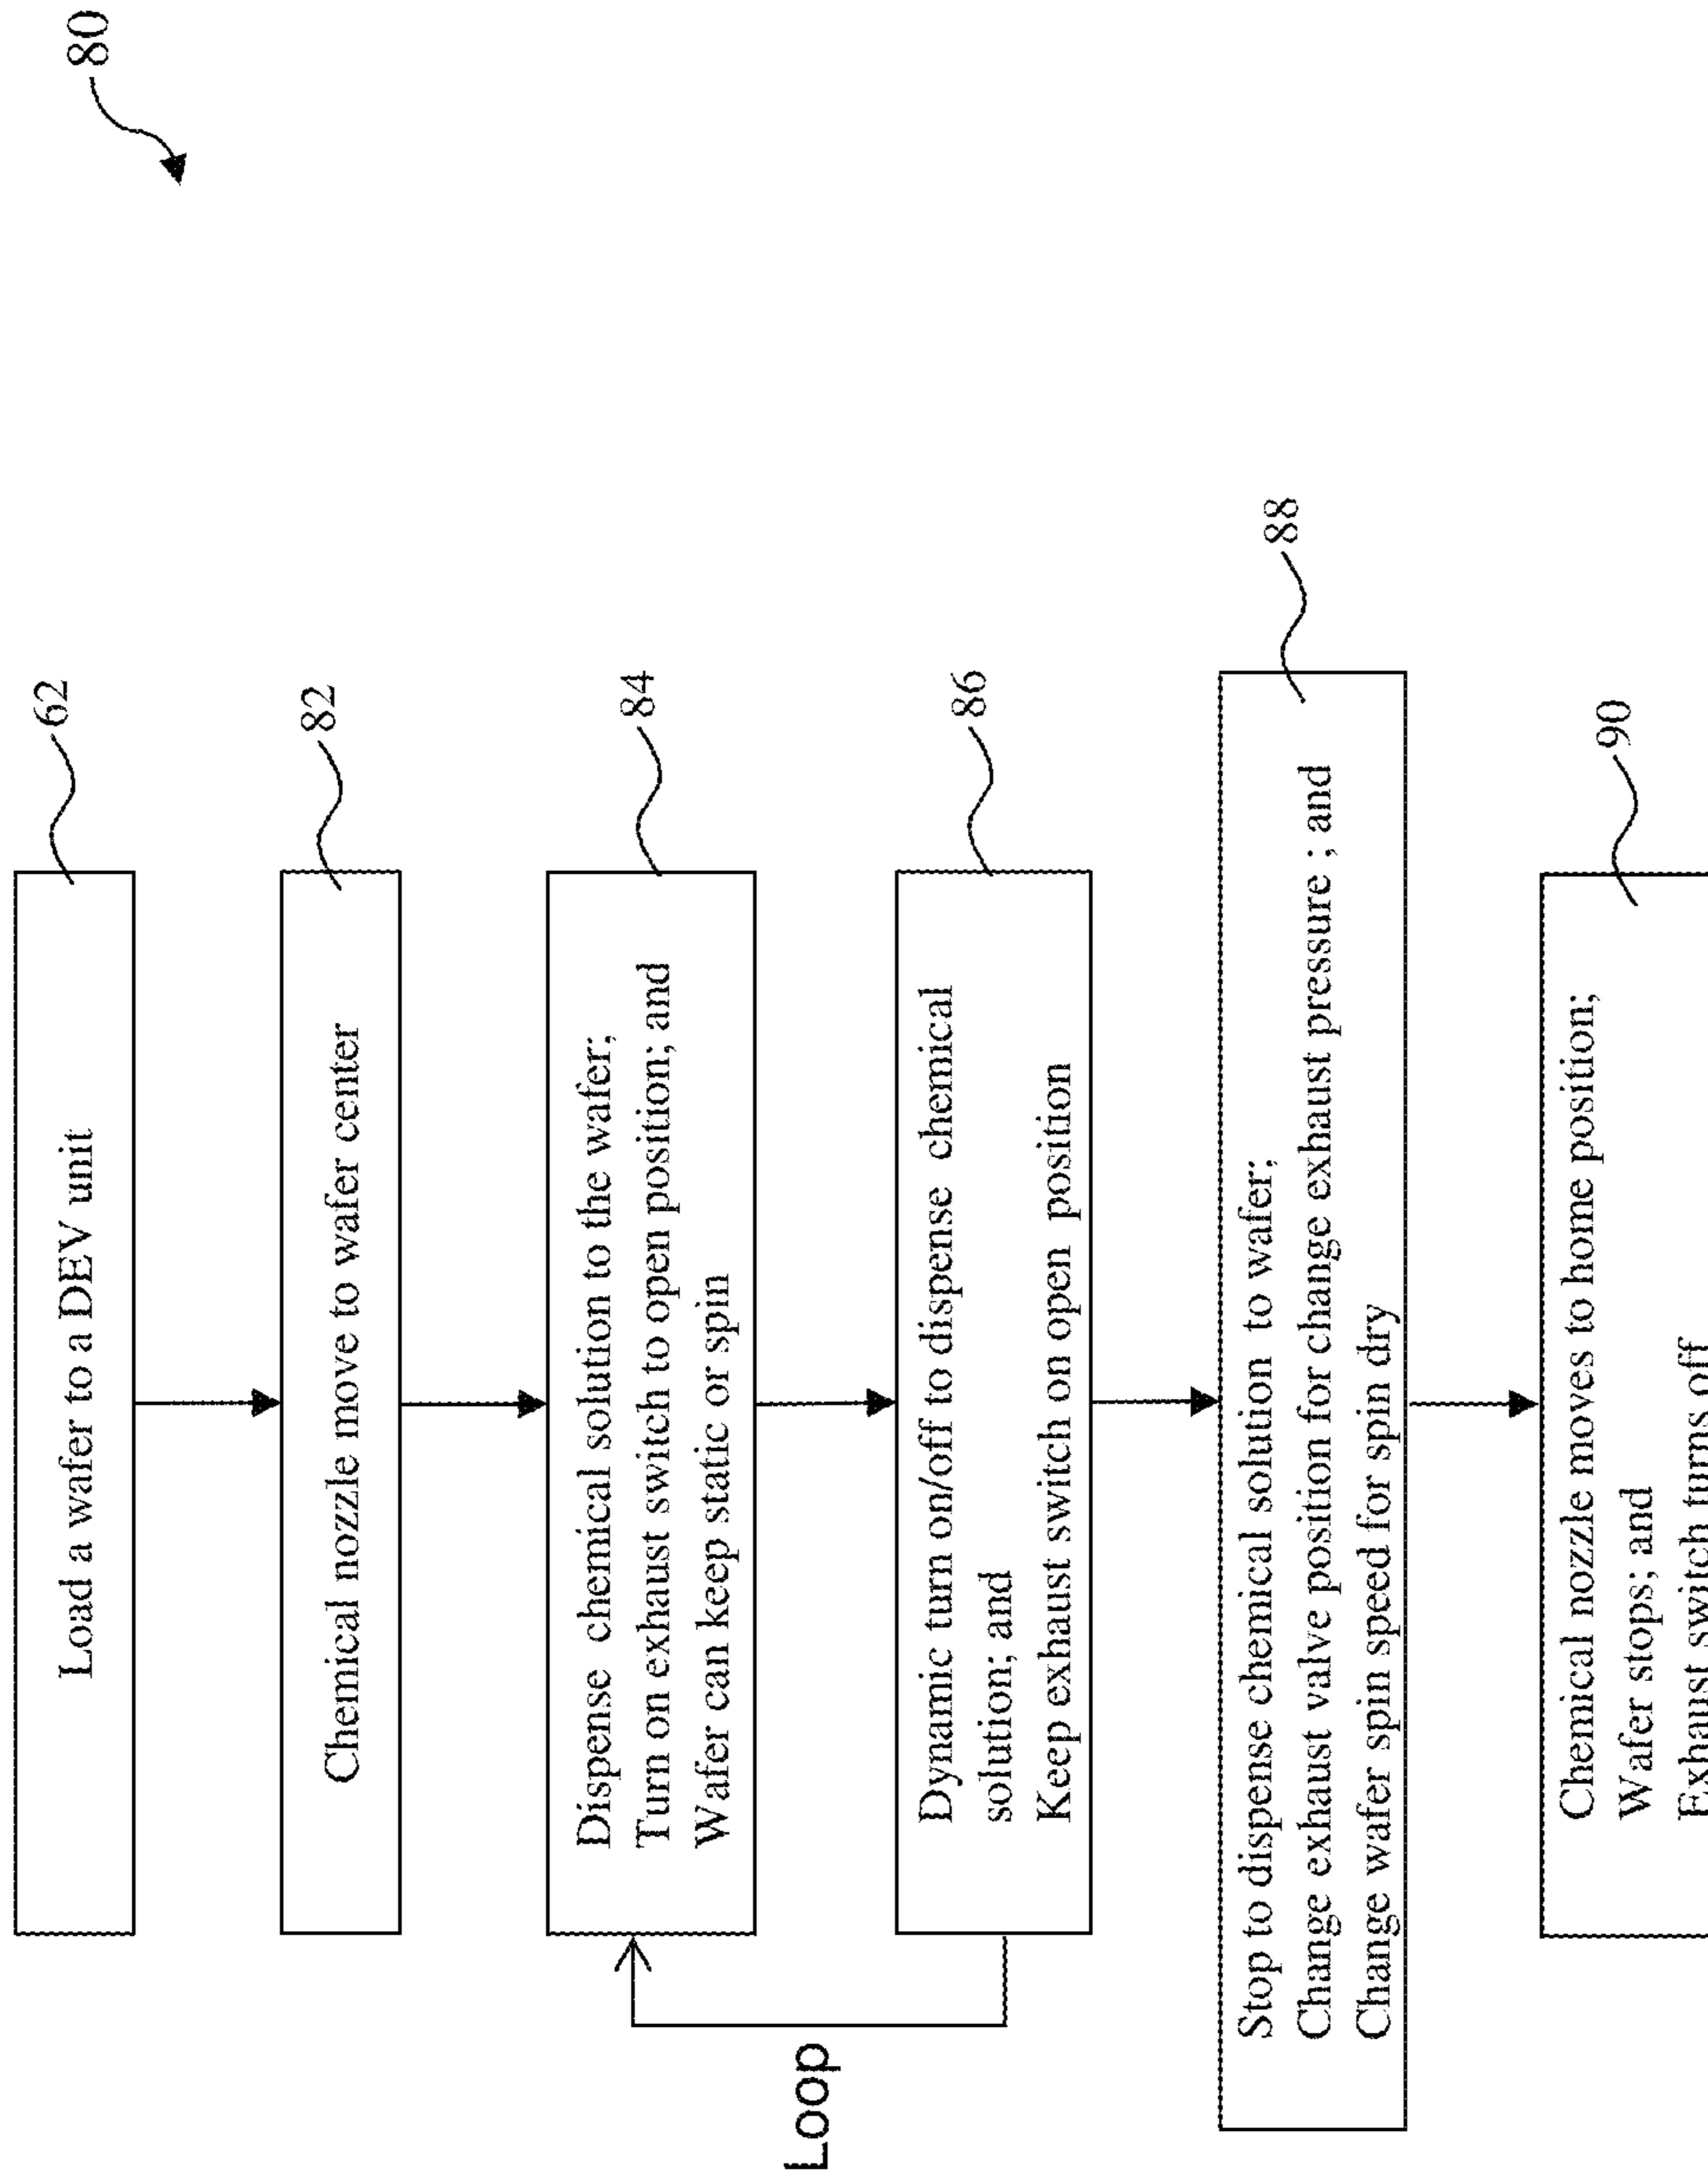 80
62
Load a wafer to a DEV unit
82
Chemical nozzle move to wafer center
84
Dispense chemical solution to the wafer;
Turn on exhaust switch to open position; and
Wafer can keep static or spin
Loop
86
Dynamic turn on/off to dispense chemical
solution; and
Keep exhaust switch on open position
88
Stop to dispense chemical solution to wafer;
Change exhaust valve position for change exhaust pressure ; and
Change wafer spin speed for spin dry
90
Chemical nozzle moves to home position;
Wafer stops; and
Exhaust switch turns off